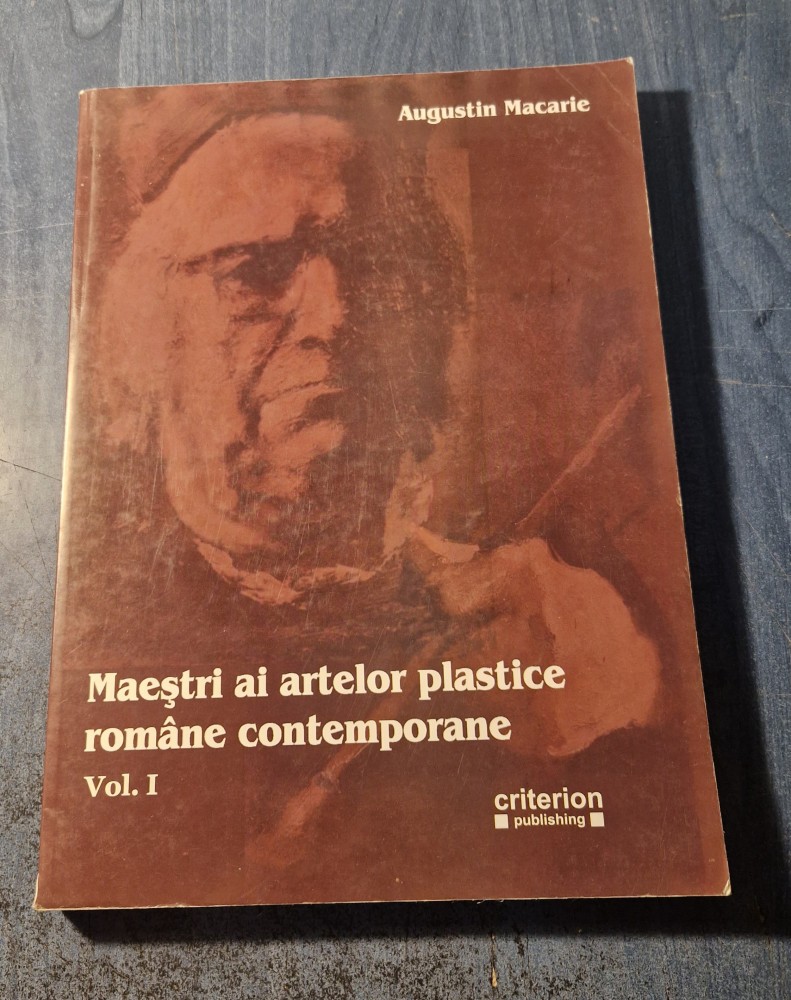 Augustin Macarie
Maeştri ai artelor plastice
române contemporane
Vol. I
criterion
publishing